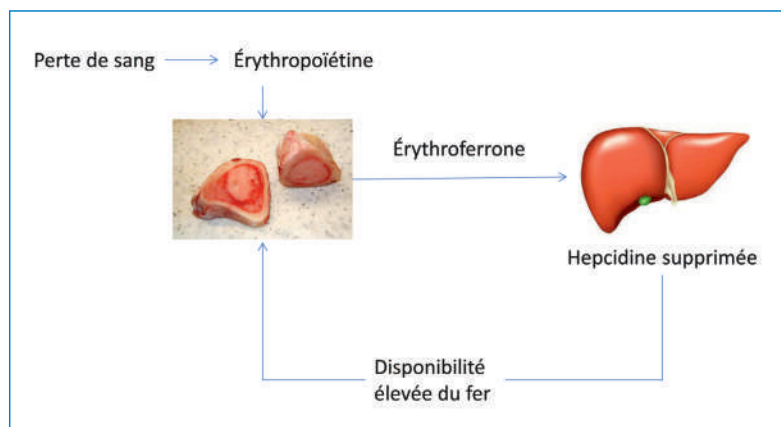 Perte de sang
Érythropoïétine
Érythroferrone
Hepcidine supprimée
Disponibilité
élevée du fer